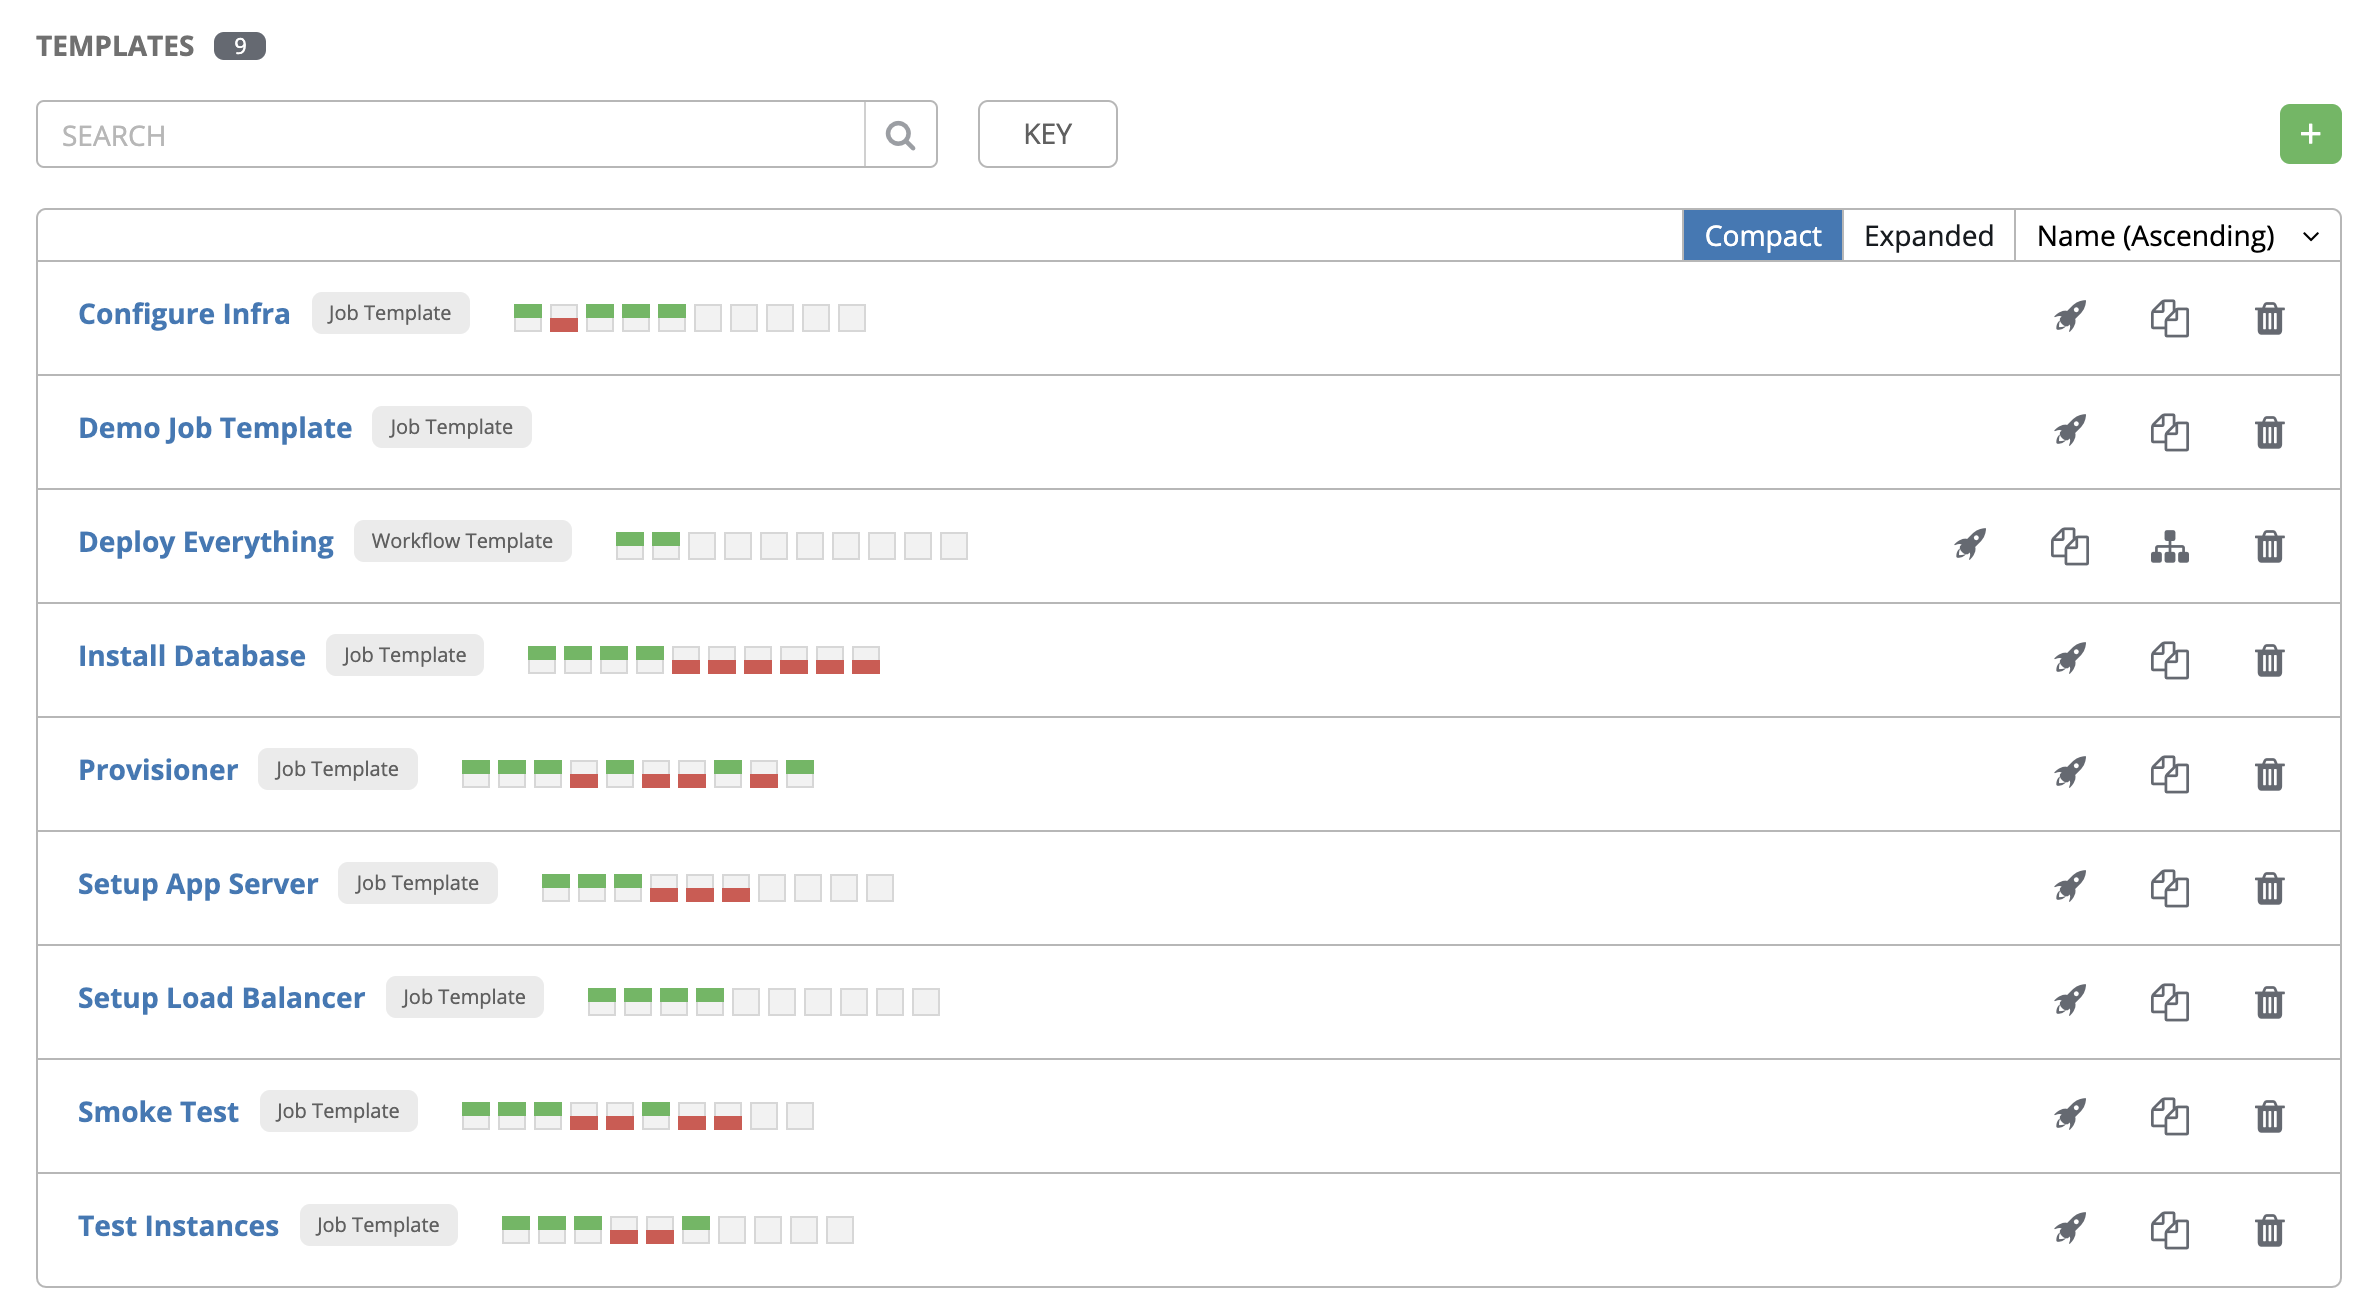 TEMPLATES 9
SEARCH KEY +
Compact Expanded Name (Ascending)
Configure Infra Job Template
Demo Job Template Job Template
Deploy Everything Workflow Template
Install Database Job Template
Provisioner Job Template
Setup App Server Job Template
Setup Load Balancer Job Template
Smoke Test Job Template
Test Instances Job Template